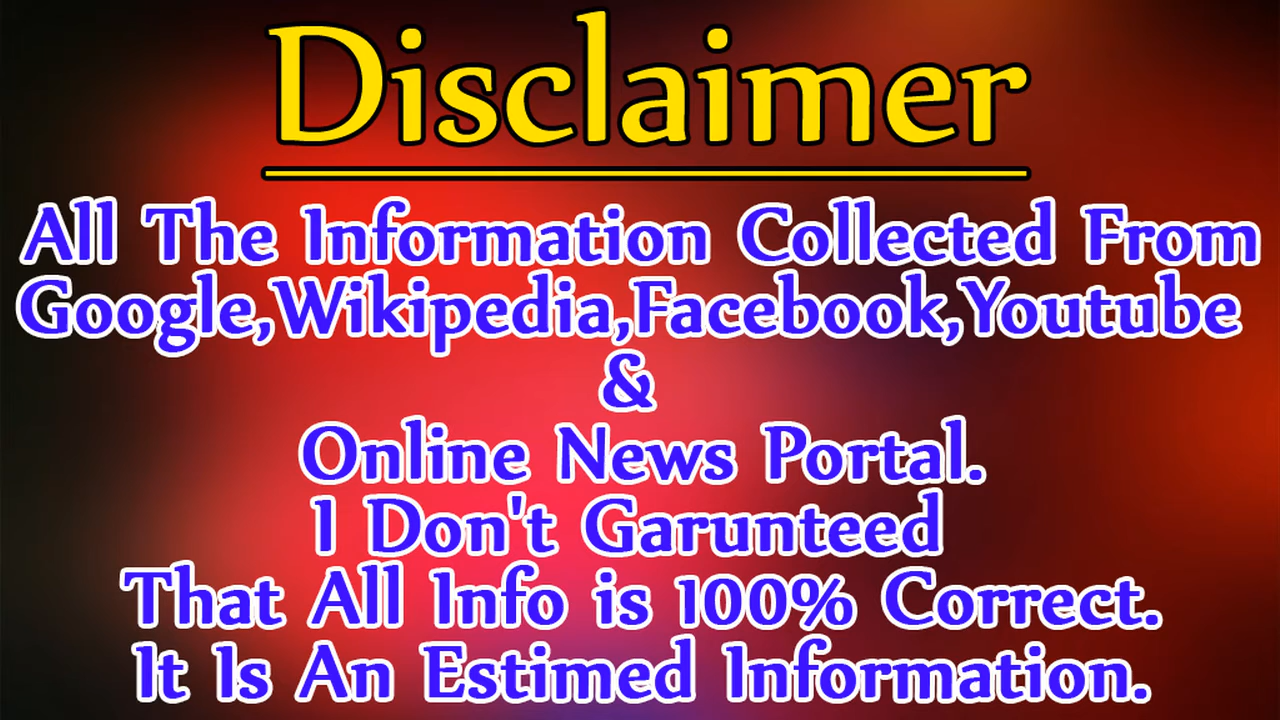 Disclaimer
All The Information Collected From
Google,Wikipedia,Facebook,Youtube
&
Online News Portal.
I Don't Garunteed
That All Info is 100% Correct.
It Is An Estimed Information.